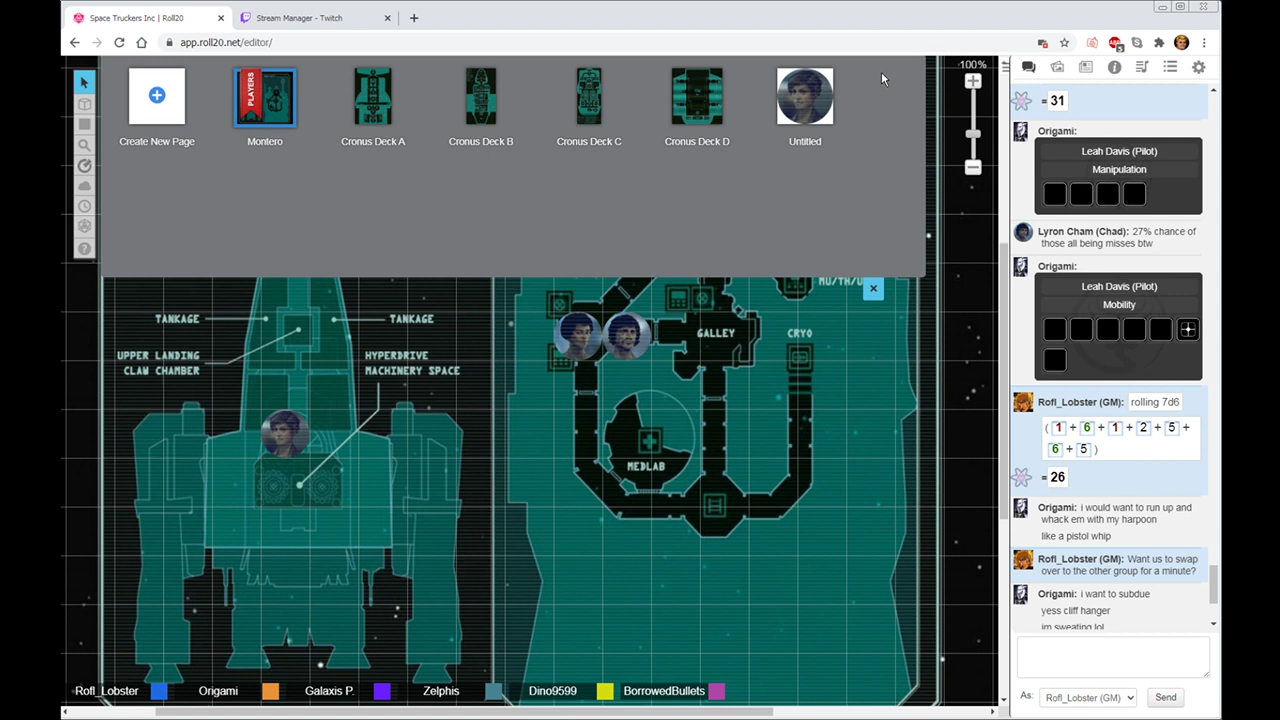 Space Truckers Inc | Roll20
Stream Manager - Twitch
app.roll20.net/editor/
Create New Page
PLAYERS
Montero
Cronus Deck A
Cronus Deck B
Cronus Deck C
Cronus Deck D
Untitled
100%
TANKAGE
TANKAGE
UPPER LANDING
CLAW CHAMBER
HYPERDRIVE
MACHINERY SPACE
MU/TH/U
GALLEY
CRYO
MEDLAB
Rofl_Lobster
Origami
Galaxis P.
Zelphis
Dino9599
BorrowedBullets
= 31
Origami:
Leah Davis (Pilot)
Manipulation
Lyron Cham (Chad): 27% chance of
those all being misses btw
Origami:
Leah Davis (Pilot)
Mobility
Rofl_Lobster (GM): rolling 7d6
( 1 + 6 + 1 + 2 + 5 +
6 + 5 )
= 26
Origami: i would want to run up and
whack em with my harpoon
like a pistol whip
Rofl_Lobster (GM): Want us to swap
over to the other group for a minute?
Origami: i want to subdue
yess cliff hanger
im sweating lol
As: Rofl_Lobster (GM)
Send